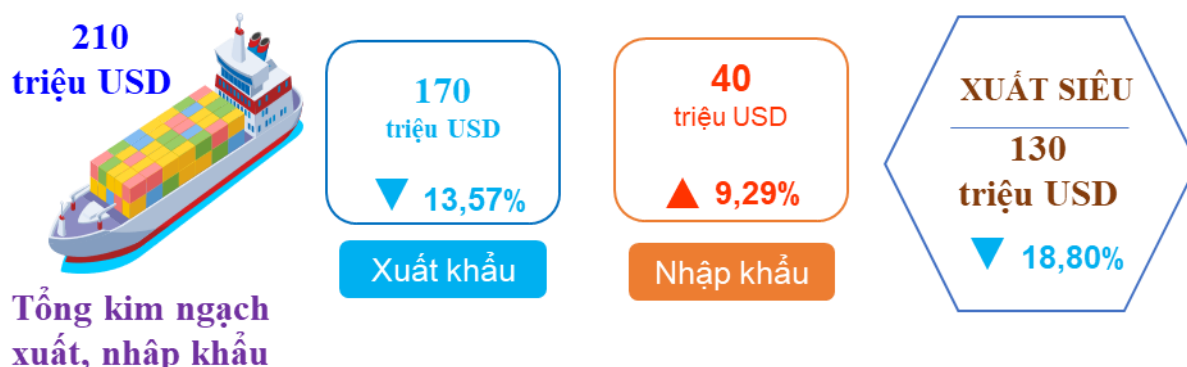 210
triệu USD
Tổng kim ngạch
xuất, nhập khẩu
170
triệu USD
▼ 13,57%
Xuất khẩu
40
triệu USD
▲ 9,29%
Nhập khẩu
XUẤT SIÊU
130
triệu USD
▼ 18,80%